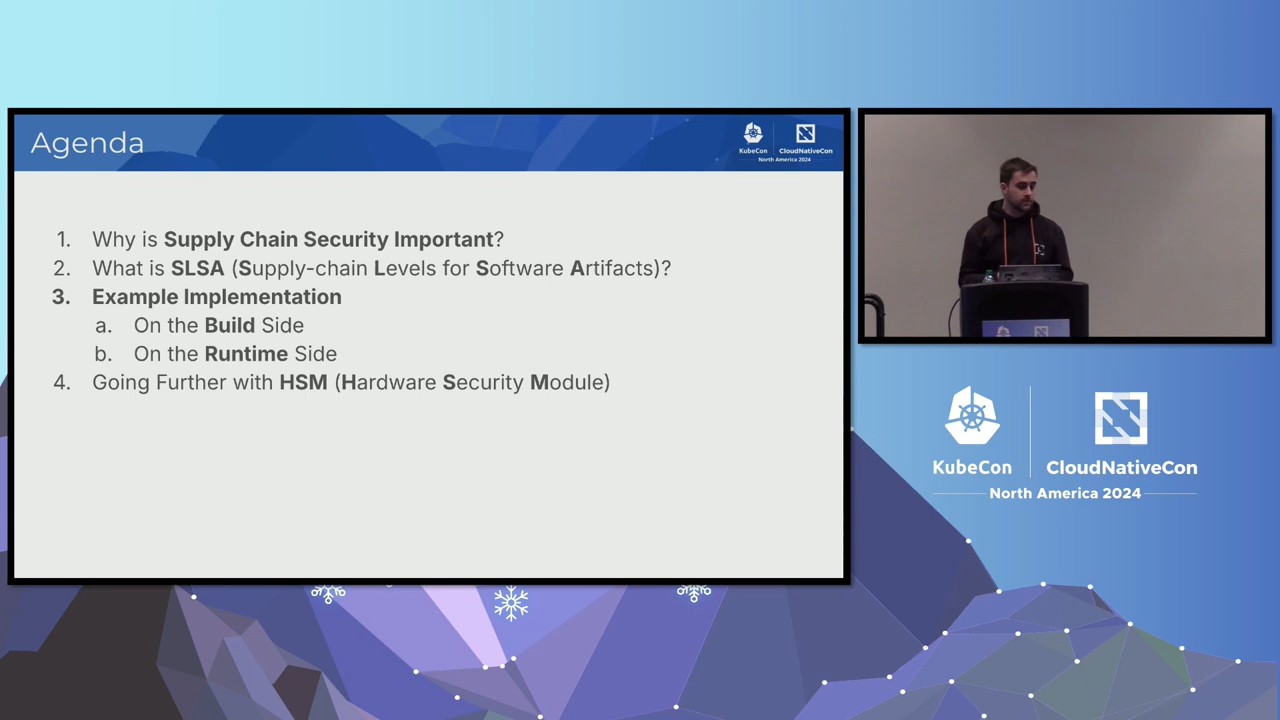 Agenda
KubeCon
CloudNativeCon
North America 2024
1. Why is Supply Chain Security Important?
2. What is SLSA (Supply-chain Levels for Software Artifacts)?
3. Example Implementation
a. On the Build Side
b. On the Runtime Side
4. Going Further with HSM (Hardware Security Module)
KubeCon
CloudNativeCon
North America 2024